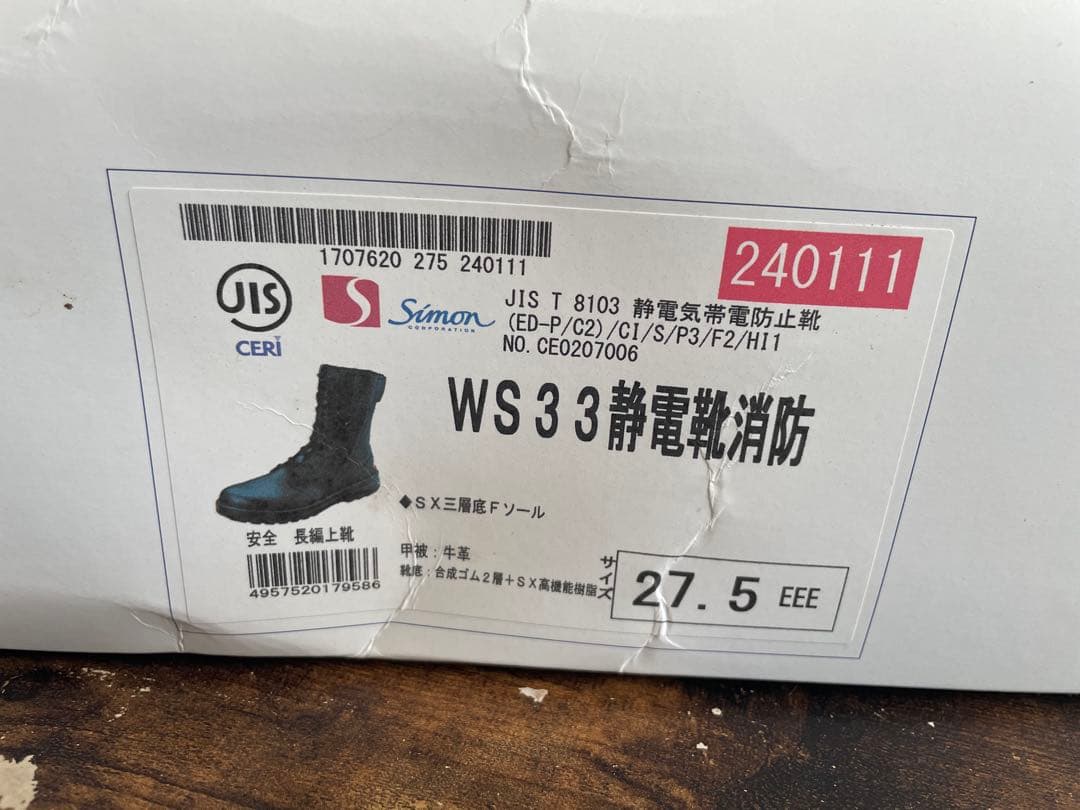 1707620 275 240111
240111
JIS
CERI
S
Simon
CORPORATION
JIS T 8103 静電気帯電防止靴
(ED-P/C2)/CI/S/P3/F2/HI1
NO. CE0207006
WS33静電靴消防
◆SX三層底Fソール
安全 長編上靴
4957520179586
甲被:牛革
靴底:合成ゴム2層+SX高機能樹脂
サイズ
27.5 EEE